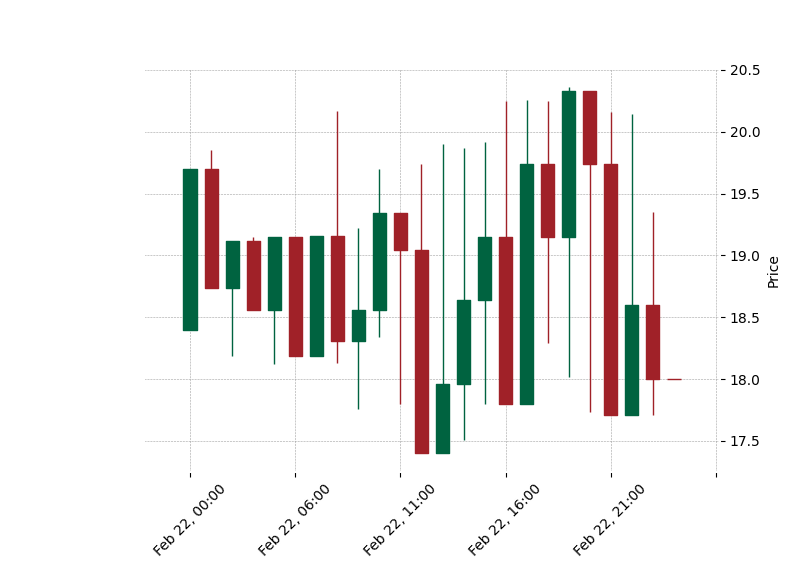 20.5
20.0
19.5
19.0
18.5
18.0
17.5
Price
Feb 22, 00:00
Feb 22, 06:00
Feb 22, 11:00
Feb 22, 16:00
Feb 22, 21:00